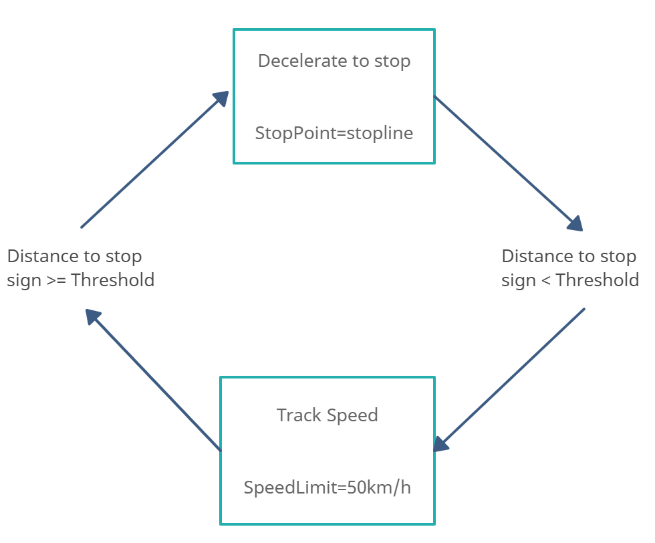 Decelerate to stop
StopPoint=stopline
Distance to stop
sign >= Threshold
Distance to stop
sign < Threshold
Track Speed
SpeedLimit=50km/h